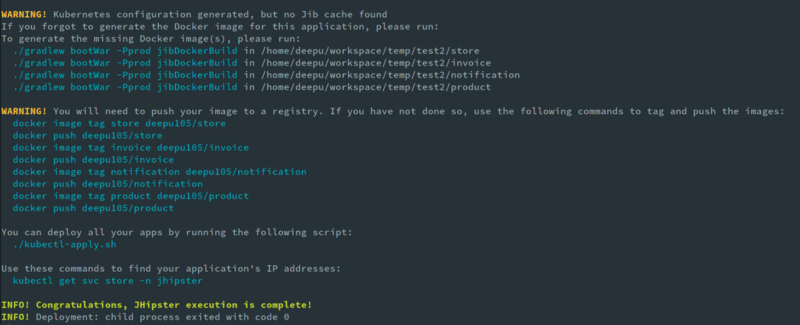 WARNING! Kubernetes configuration generated, but no Jib cache found
If you forgot to generate the Docker image for this application, please run:
To generate the missing Docker image(s), please run:
./gradlew bootWar -Pprod jibDockerBuild in /home/deepu/workspace/temp/test2/store
./gradlew bootWar -Pprod jibDockerBuild in /home/deepu/workspace/temp/test2/invoice
./gradlew bootWar -Pprod jibDockerBuild in /home/deepu/workspace/temp/test2/notification
./gradlew bootWar -Pprod jibDockerBuild in /home/deepu/workspace/temp/test2/product
WARNING! You will need to push your image to a registry. If you have not done so, use the following commands to tag and push the images:
docker image tag store deepu105/store
docker push deepu105/store
docker image tag invoice deepu105/invoice
docker push deepu105/invoice
docker image tag notification deepu105/notification
docker push deepu105/notification
docker image tag product deepu105/product
docker push deepu105/product
You can deploy all your apps by running the following script:
./kubectl-apply.sh
Use these commands to find your application's IP addresses:
kubectl get svc store -n jhipster
INFO! Congratulations, JHipster execution is complete!
INFO! Deployment: child process exited with code 0